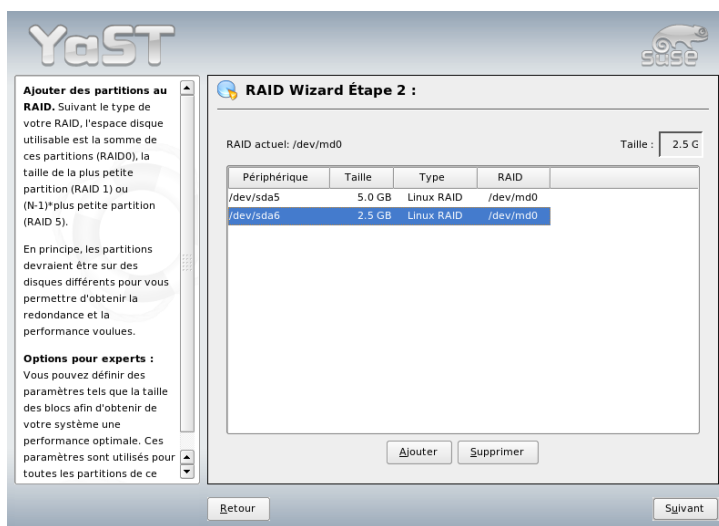 YaST
SUSE
Ajouter des partitions au
RAID. Suivant le type de
votre RAID, l'espace disque
utilisable est la somme de
ces partitions (RAID0), la
taille de la plus petite
partition (RAID 1) ou
(N-1)*plus petite partition
(RAID 5).
En principe, les partitions
devraient être sur des
disques différents pour vous
permettre d'obtenir la
redondance et la
performance voulues.
Options pour experts :
Vous pouvez définir des
paramètres tels que la taille
des blocs afin d'obtenir de
votre système une
performance optimale. Ces
paramètres sont utilisés pour
toutes les partitions de ce
RAID Wizard Étape 2 :
RAID actuel: /dev/md0 Taille : 2.5 G
Périphérique Taille Type RAID
/dev/sda5 5.0 GB Linux RAID /dev/md0
/dev/sda6 2.5 GB Linux RAID /dev/md0
Ajouter Supprimer
Retour Suivant